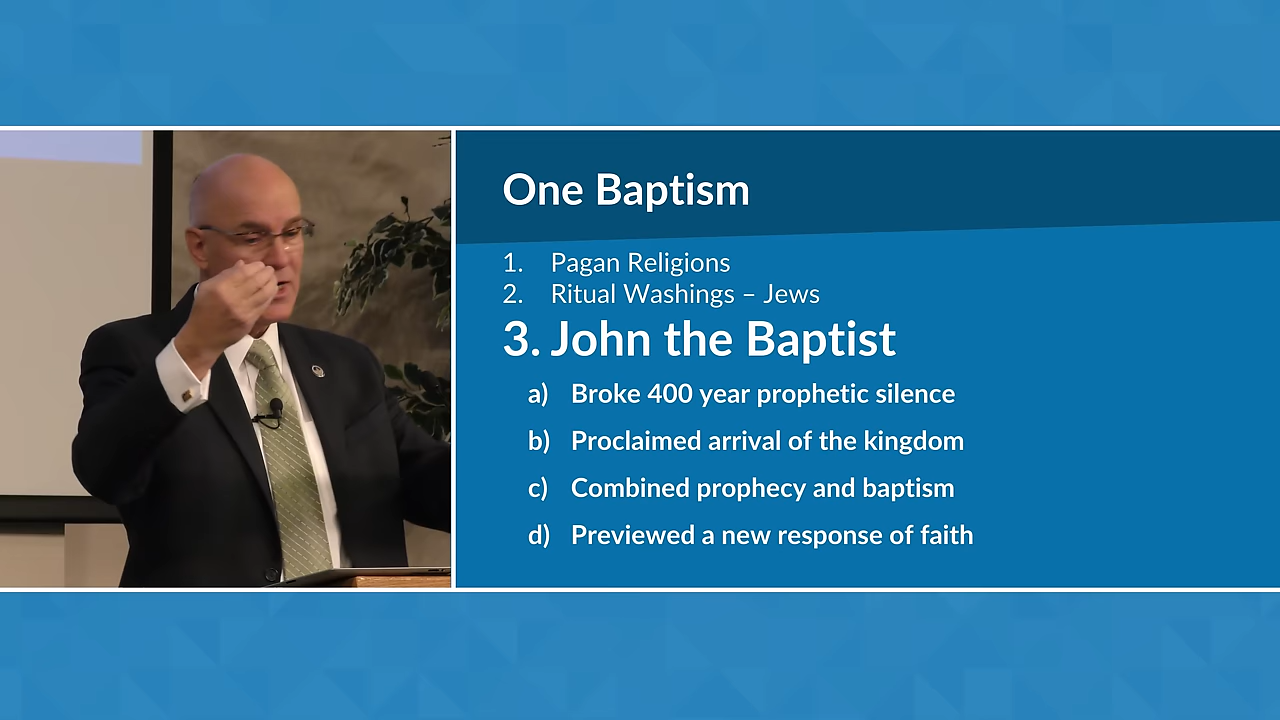 One Baptism
1. Pagan Religions
2. Ritual Washings – Jews
3. John the Baptist
a) Broke 400 year prophetic silence
b) Proclaimed arrival of the kingdom
c) Combined prophecy and baptism
d) Previewed a new response of faith